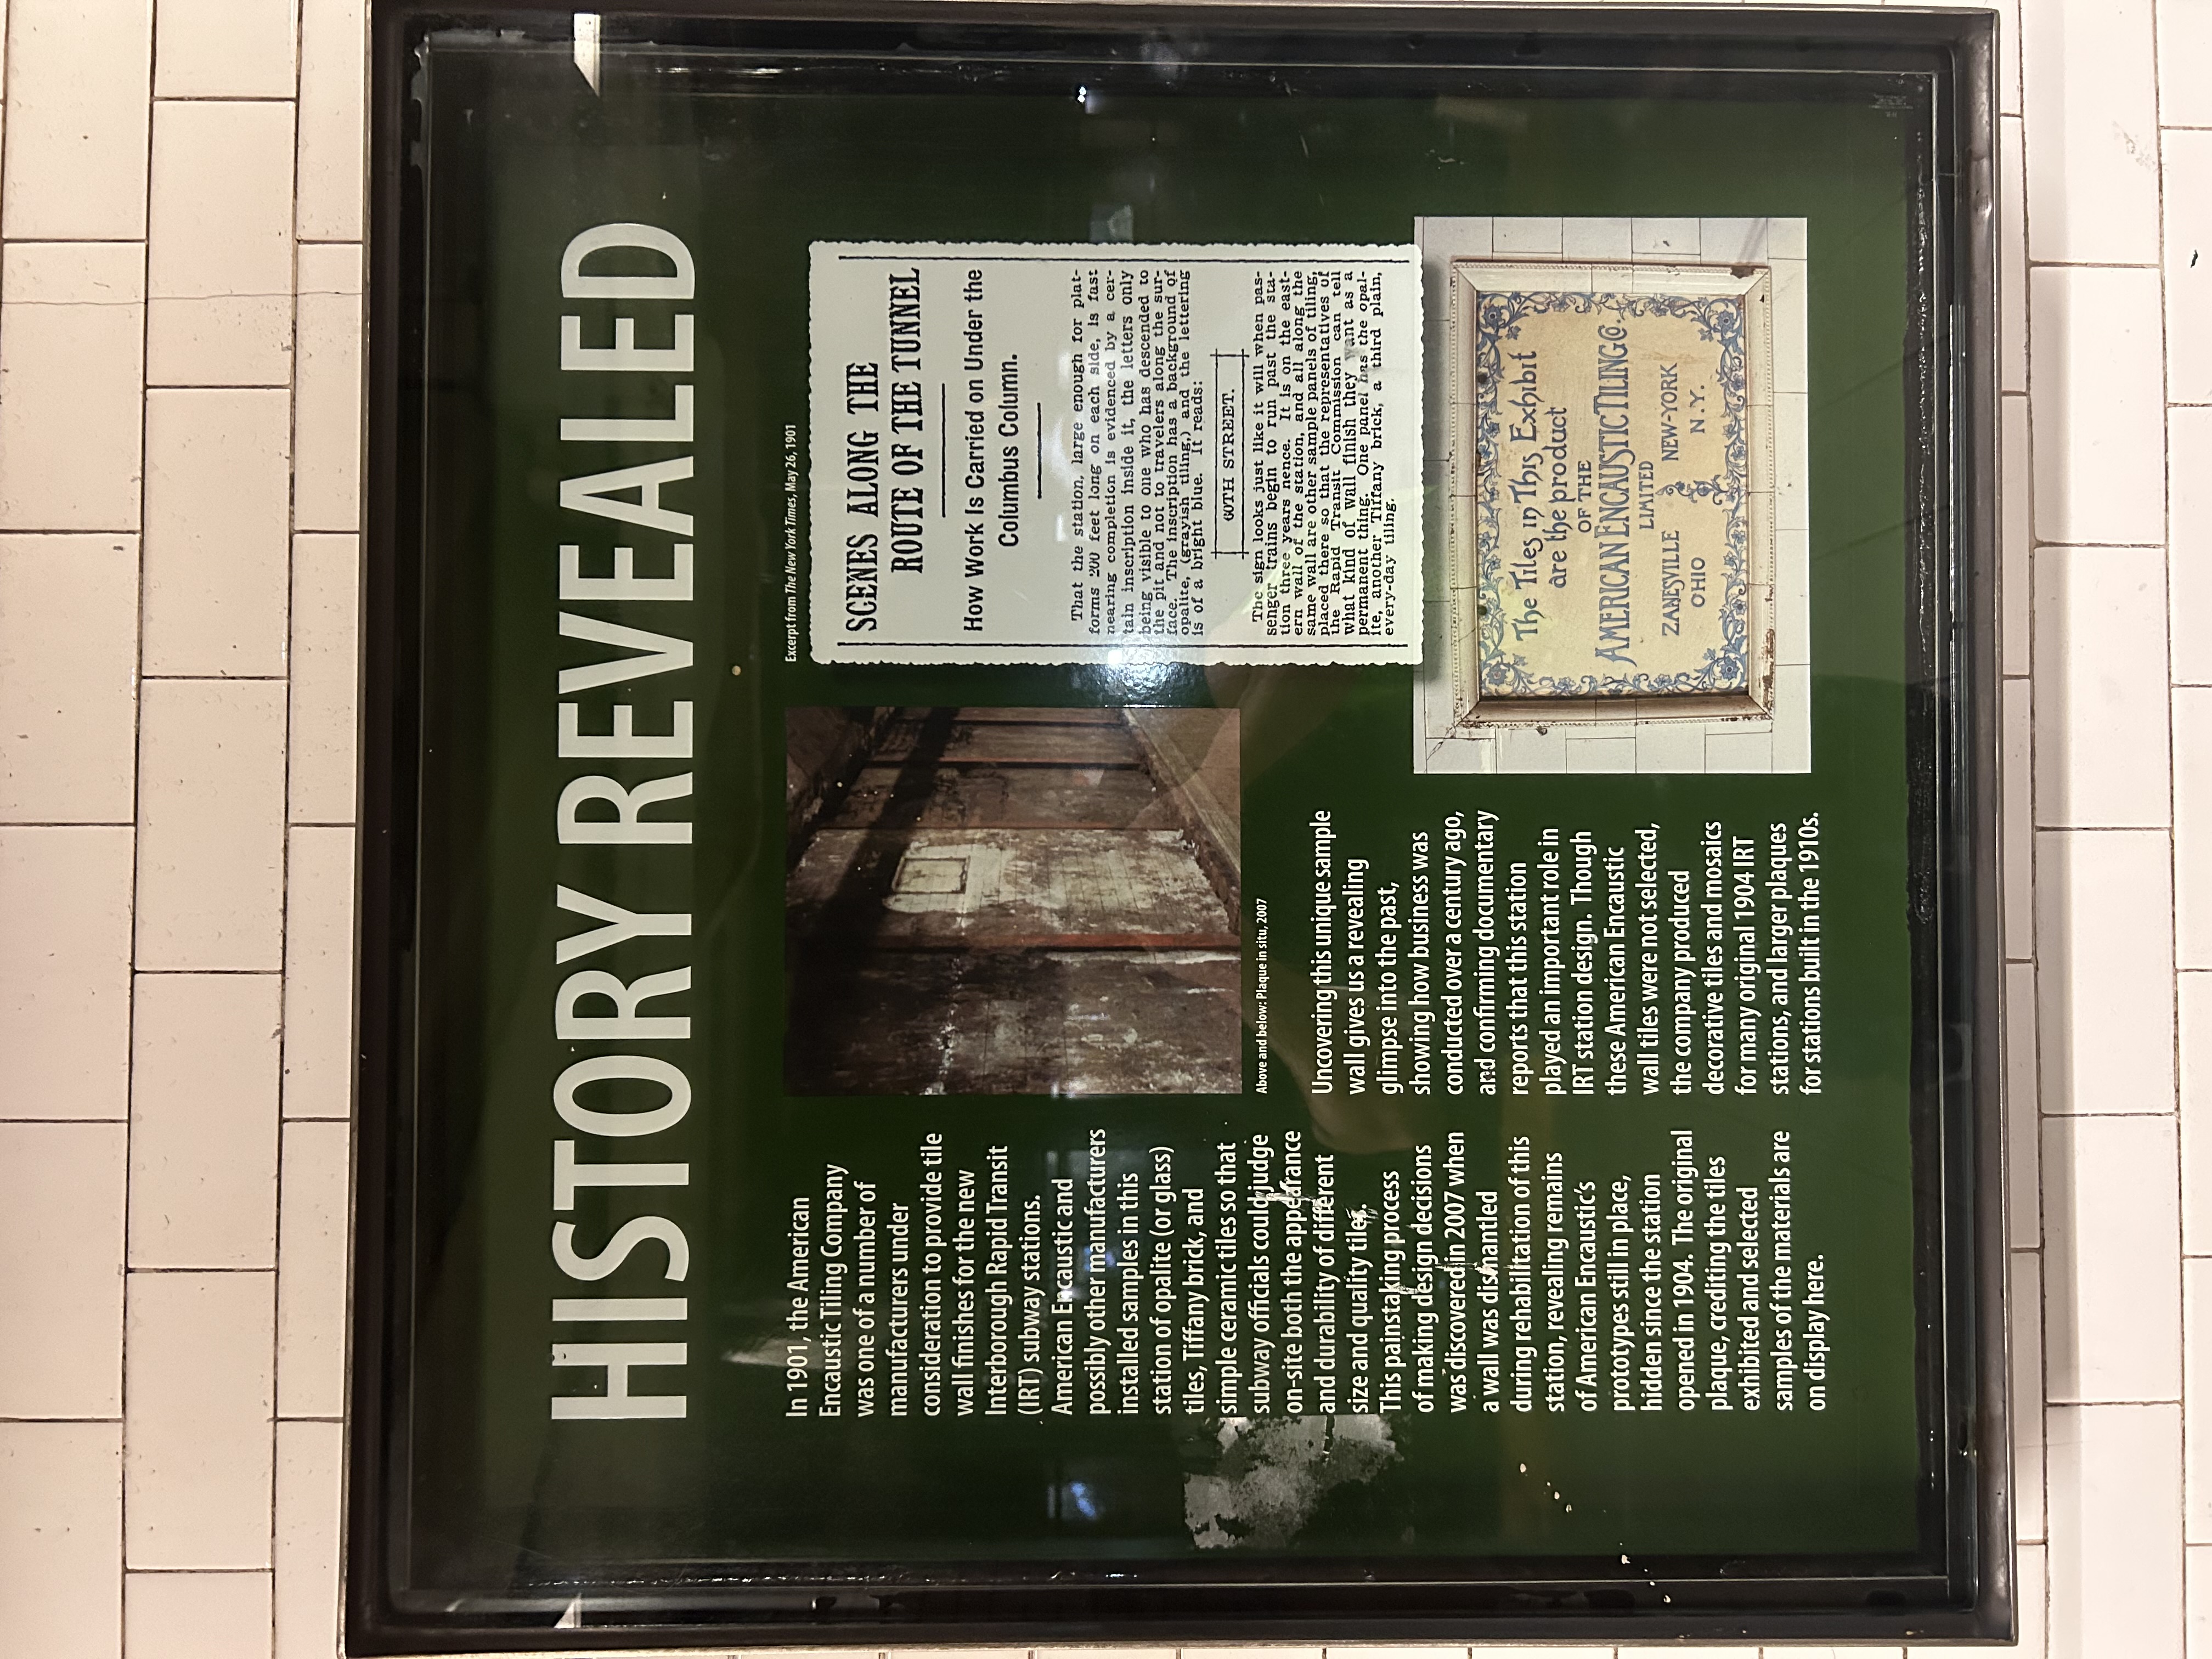 HISTORY REVEALED
In 1901, the American
Encaustic Tiling Company
was one of a number of
manufacturers under
consideration to provide tile
wall finishes for the new
Interborough Rapid Transit
(IRT) subway stations.
American Encaustic and
possibly other manufacturers
installed samples in this
station of opalite (or glass)
tiles, Tiffany brick, and
simple ceramic tiles so that
subway officials could judge
on-site both the appearance
and durability of different
size and quality tiles.
This painstaking process
of making design decisions
was discovered in 2007 when
a wall was dismantled
during rehabilitation of this
station, revealing remains
of American Encaustic's
prototypes still in place,
hidden since the station
opened in 1904. The original
plaque, crediting the tiles
exhibited and selected
samples of the materials are
on display here.
Above and below: Plaque in situ, 2007
Uncovering this unique sample
wall gives us a revealing
glimpse into the past,
showing how business was
conducted over a century ago,
and confirming documentary
reports that this station
played an important role in
IRT station design. Though
these American Encaustic
wall tiles were not selected,
the company produced
decorative tiles and mosaics
for many original 1904 IRT
stations, and larger plaques
for stations built in the 1910s.
Excerpt from The New York Times, May 26, 1901
SCENES ALONG THE
ROUTE OF THE TUNNEL
How Work Is Carried on Under the
Columbus Column.
That the station, large enough for plat-
forms 200 feet long on each side, is fast
nearing completion is evidenced by a cer-
tain inscription inside it, the letters only
being visible to one who has descended to
the pit and not to travelers along the sur-
face. The inscription has a background of
opalite, (grayish tiling,) and the lettering
is of a bright blue. It reads:
60TH STREET.
The sign looks just like it will when pas-
senger trains begin to run past the sta-
tion three years hence. It is on the east-
ern wall of the station, and all along the
same wall are other sample panels of tiling,
placed there so that the representatives of
the Rapid Transit Commission can tell
what kind of wall finish they want as a
permanent thing. One panel has the opal-
ite, another Tiffany brick, a third plain,
every-day tiling.
The Tiles in This Exhibit
are the product
OF THE
AMERICAN ENCAUSTIC TILING CO.
LIMITED
ZANESVILLE NEW-YORK
OHIO N.Y.